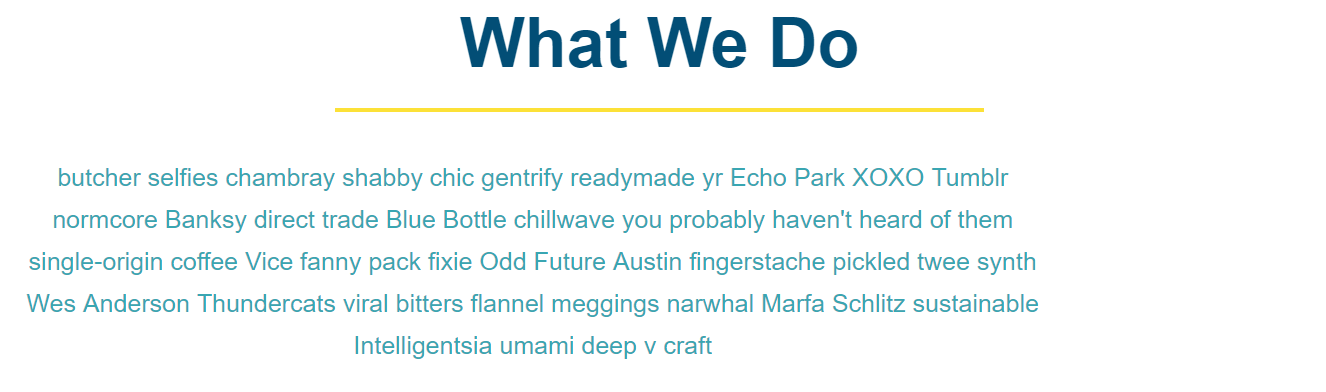 What We Do
butcher selfies chambray shabby chic gentrify readymade yr Echo Park XOXO Tumblr
normcore Banksy direct trade Blue Bottle chillwave you probably haven't heard of them
single-origin coffee Vice fanny pack fixie Odd Future Austin fingerstache pickled twee synth
Wes Anderson Thundercats viral bitters flannel meggings narwhal Marfa Schlitz sustainable
Intelligentsia umami deep v craft